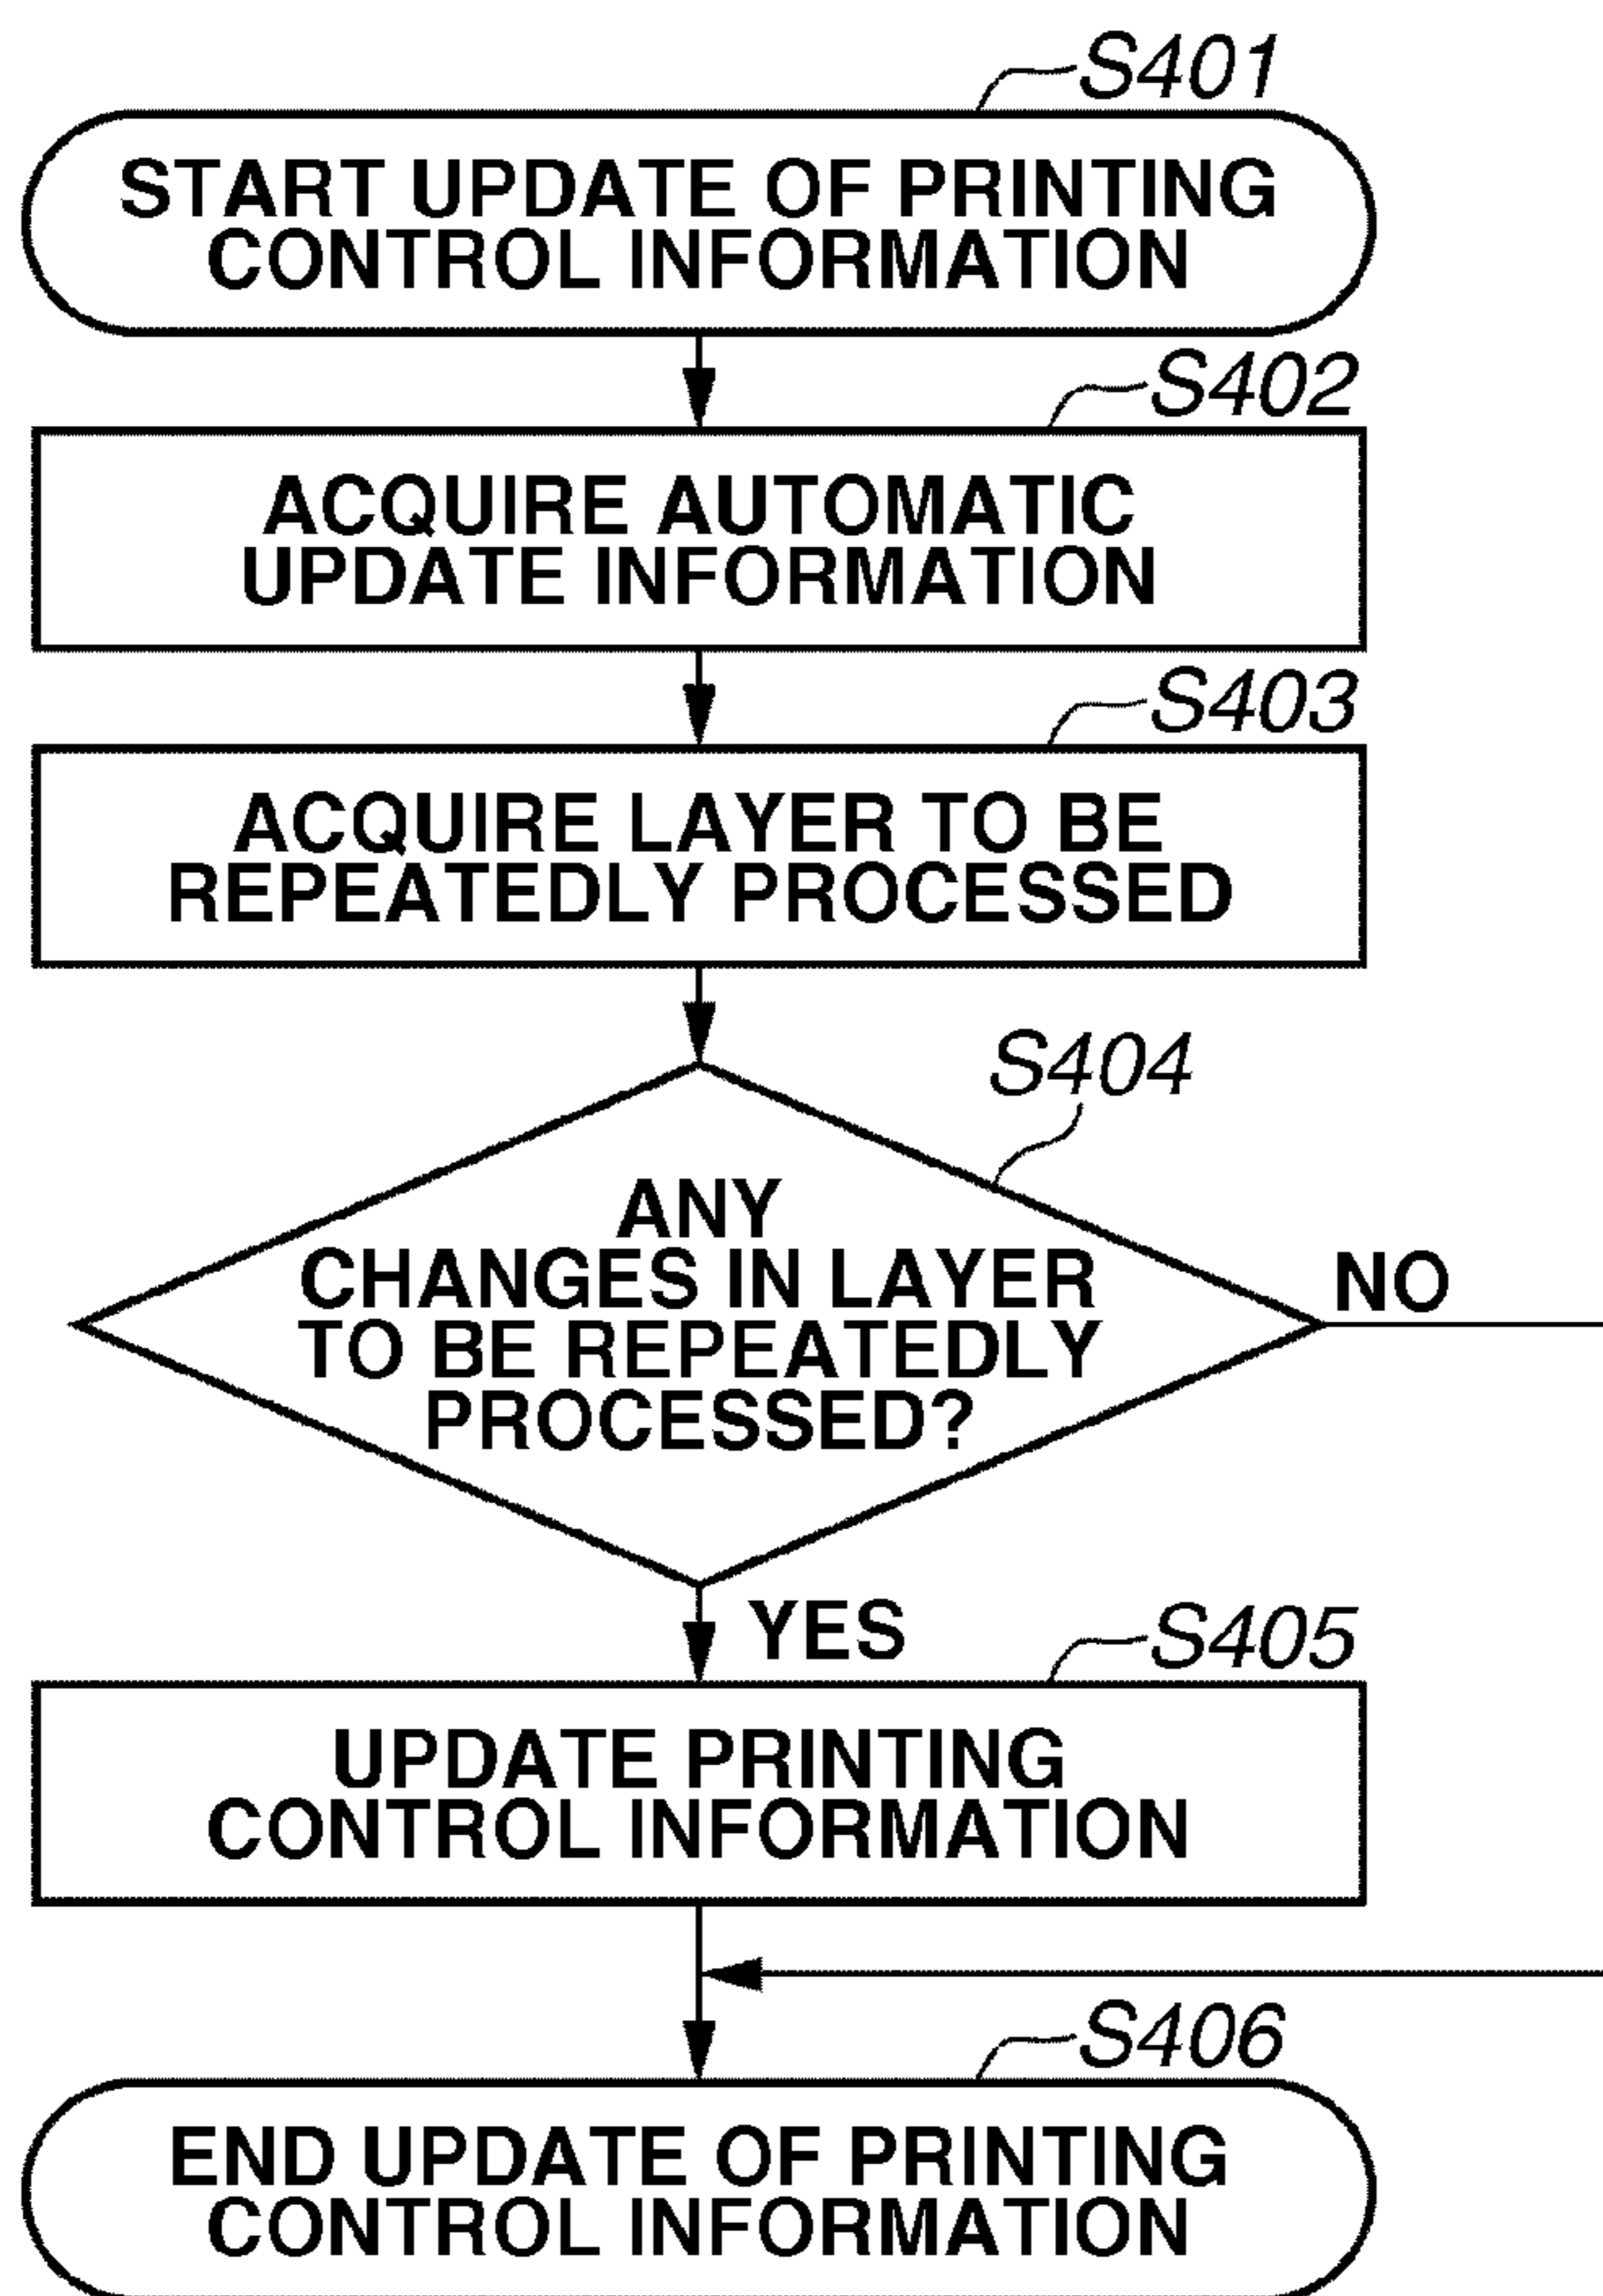 S401
START UPDATE OF PRINTING
CONTROL INFORMATION
S402
ACQUIRE AUTOMATIC
UPDATE INFORMATION
S403
ACQUIRE LAYER TO BE
REPEATEDLY PROCESSED
S404
ANY
CHANGES IN LAYER
TO BE REPEATEDLY
PROCESSED?
NO
YES
S405
UPDATE PRINTING
CONTROL INFORMATION
S406
END UPDATE OF PRINTING
CONTROL INFORMATION